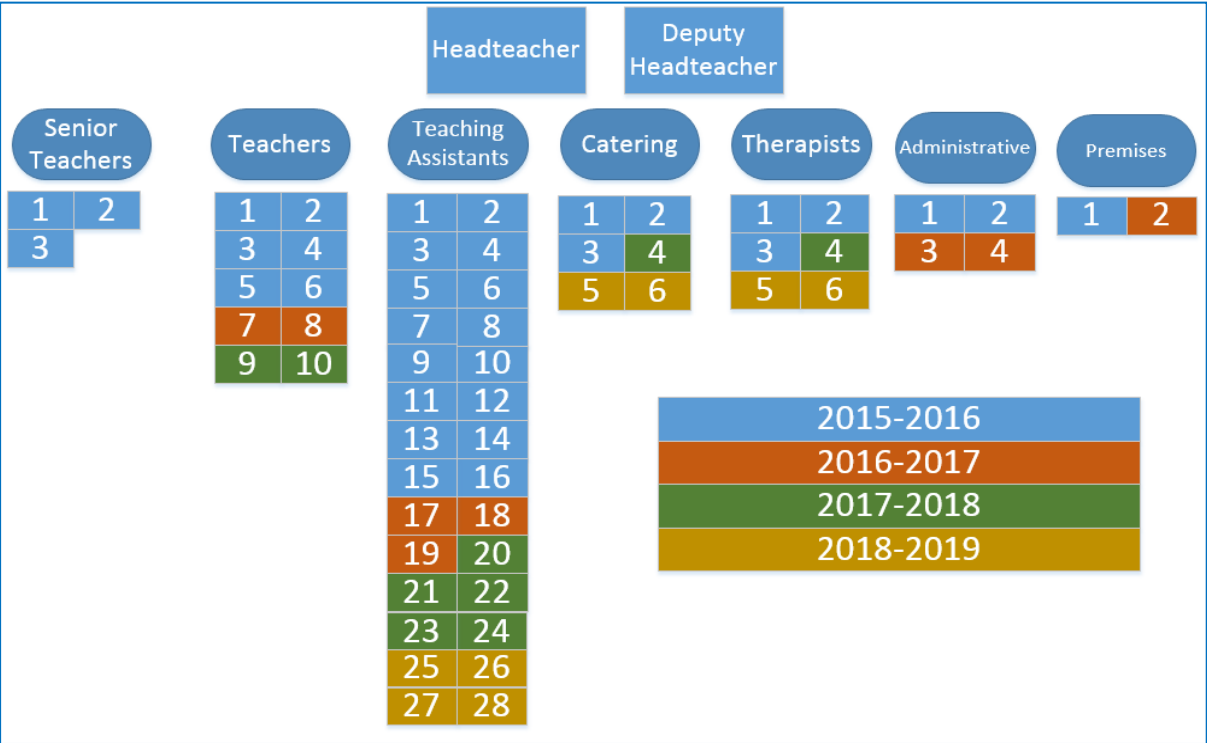 Headteacher
Deputy
Headteacher
Senior
Teachers
1 2
3
Teachers
1 2
3 4
5 6
7 8
9 10
Teaching
Assistants
1 2
3 4
5 6
7 8
9 10
11 12
13 14
15 16
17 18
19 20
21 22
23 24
25 26
27 28
Catering
1 2
3 4
5 6
Therapists
1 2
3 4
5 6
Administrative
1 2
3 4
Premises
1 2
2015-2016
2016-2017
2017-2018
2018-2019